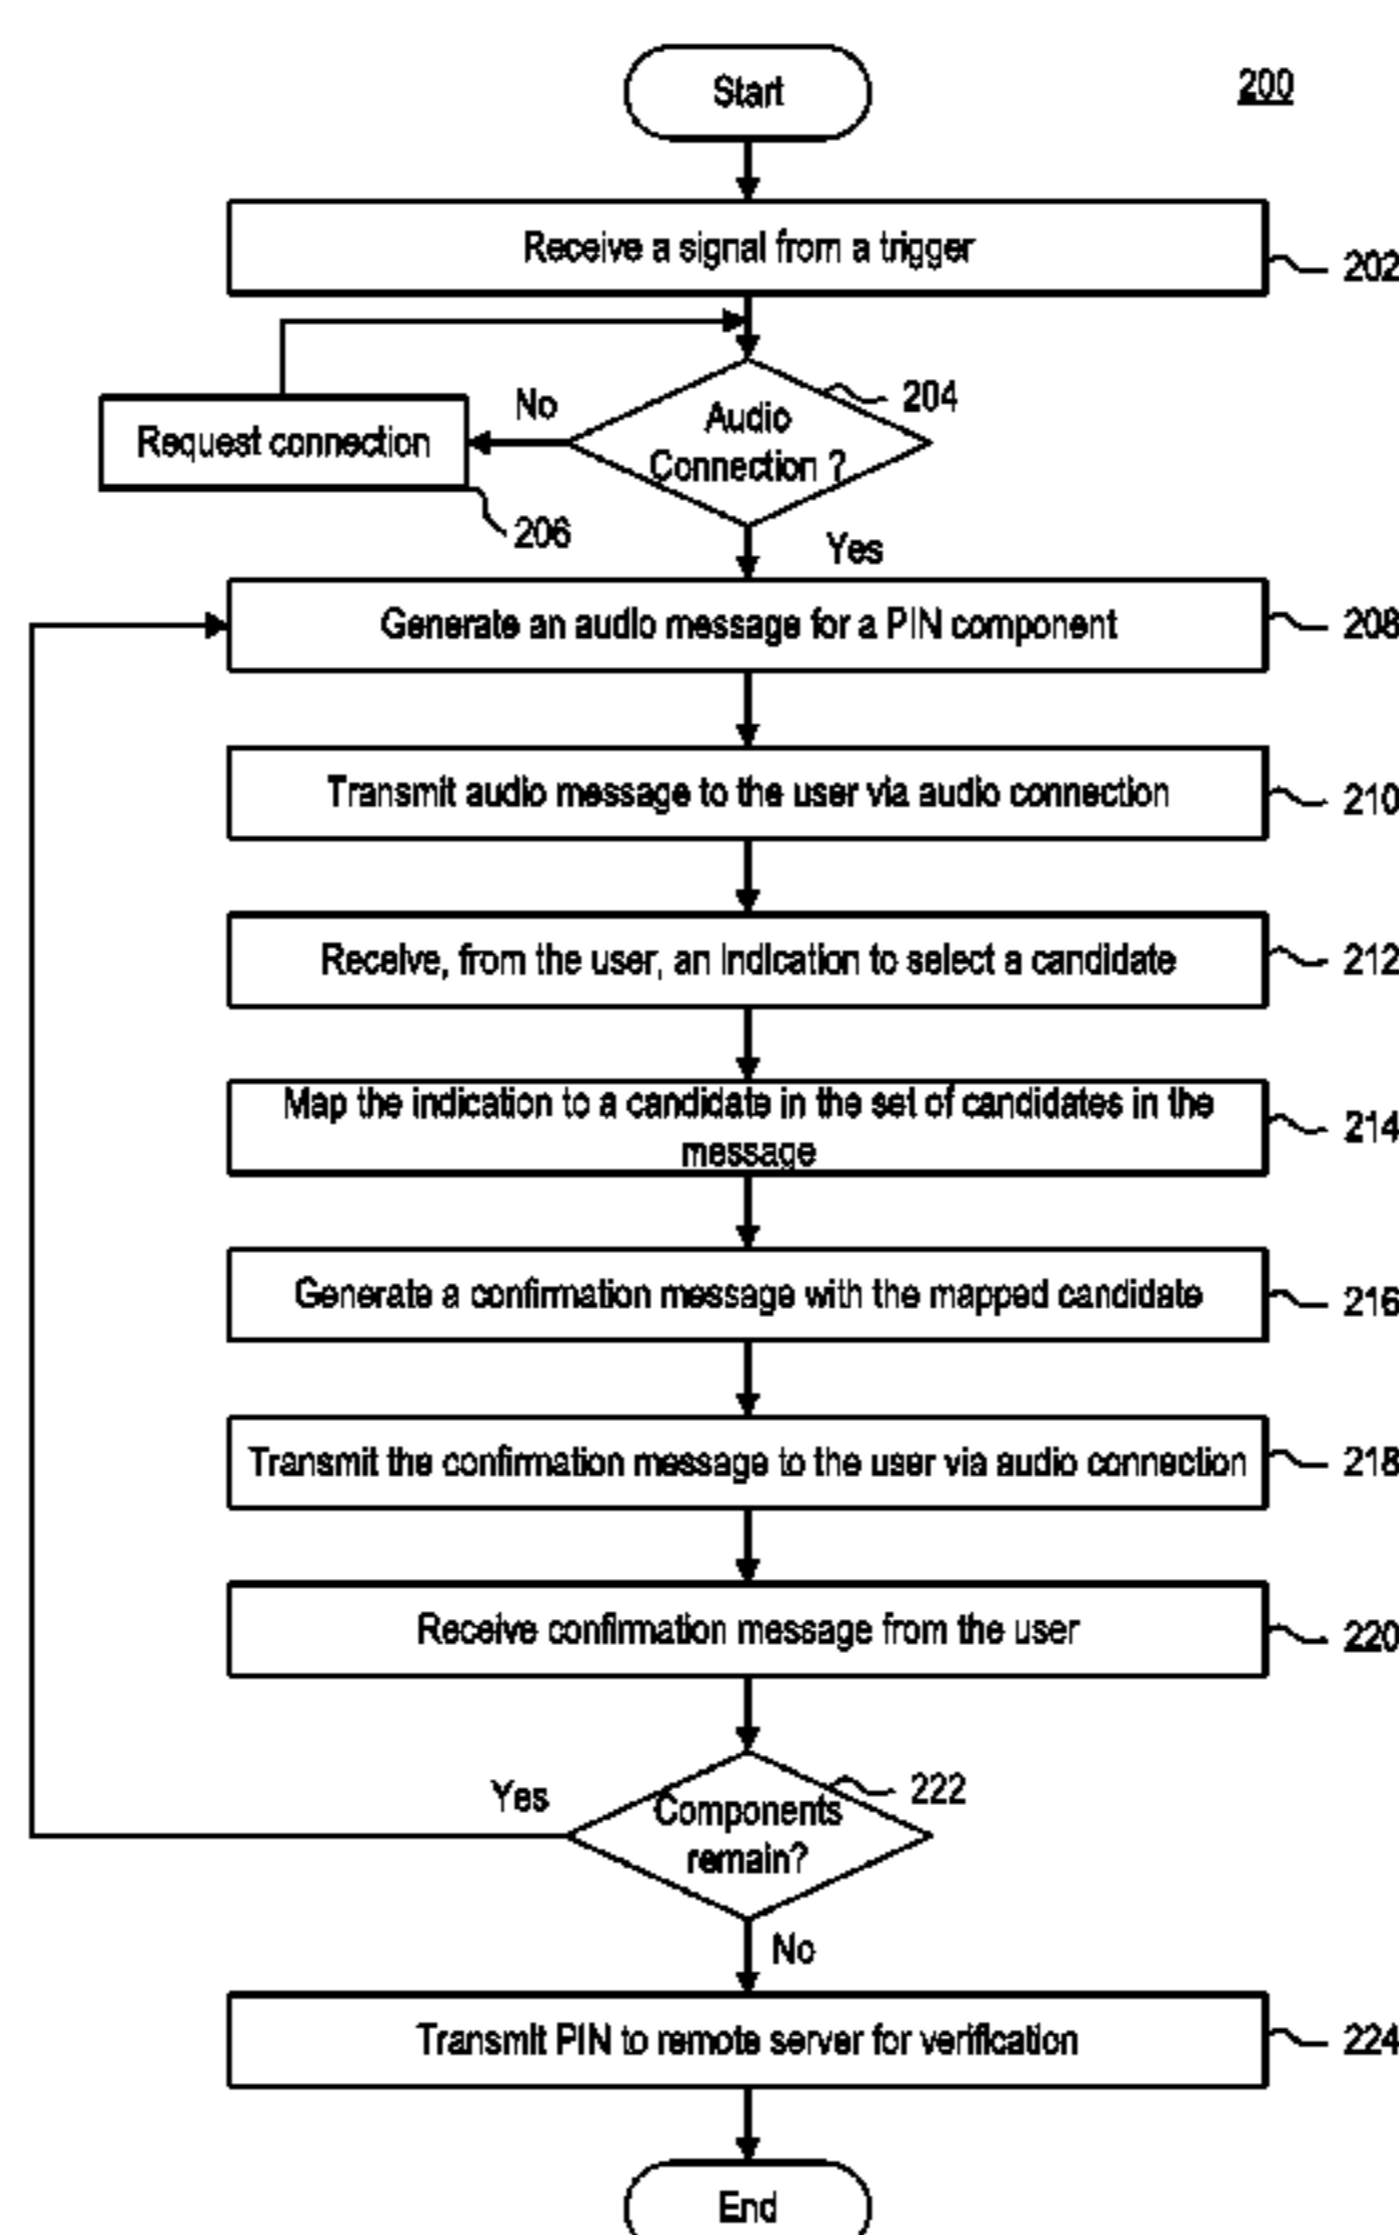 Start
200
Receive a signal from a trigger
202
204
No
Audio
Connection ?
Request connection
206
Yes
Generate an audio message for a PIN component
208
Transmit audio message to the user via audio connection
210
Receive, from the user, an indication to select a candidate
212
Map the indication to a candidate in the set of candidates in the
message
214
Generate a confirmation message with the mapped candidate
216
Transmit the confirmation message to the user via audio connection
218
Receive confirmation message from the user
220
Yes
222
Components
remain?
No
Transmit PIN to remote server for verification
224
End